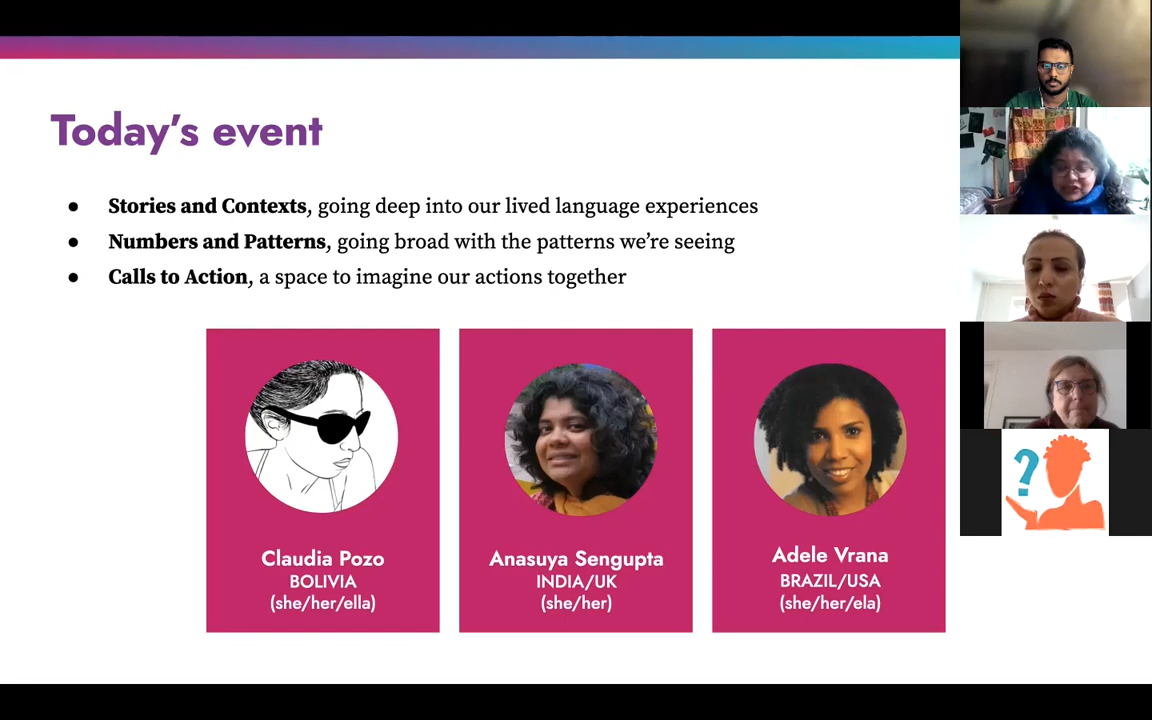 Today's event
● Stories and Contexts, going deep into our lived language experiences
● Numbers and Patterns, going broad with the patterns we're seeing
● Calls to Action, a space to imagine our actions together
Claudia Pozo
BOLIVIA
(she/her/ella)
Anasuya Sengupta
INDIA/UK
(she/her)
Adele Vrana
BRAZIL/USA
(she/her/ela)
?